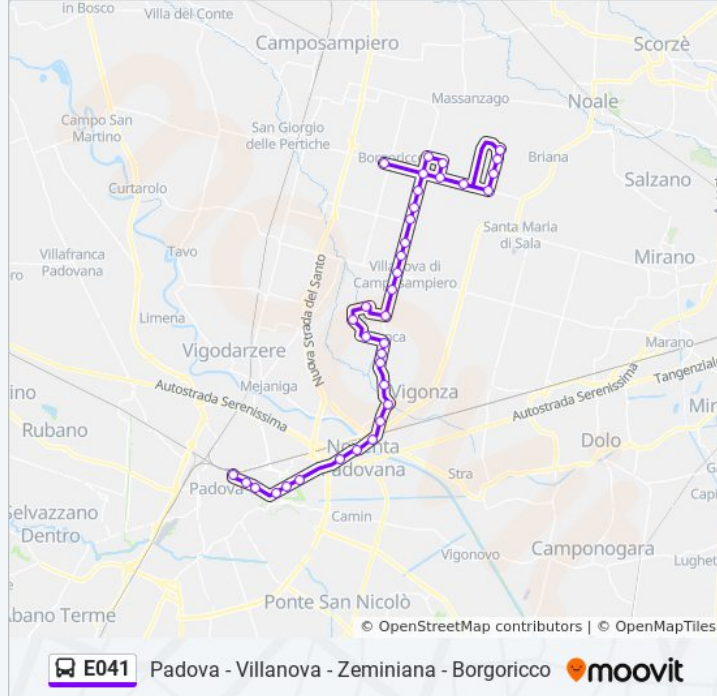 in Bosco
Villa del Conte
Camposampiero
Scorzè
Massanzago
Noale
Campo San
Martino
San Giorgio
delle Pertiche
Borgoricco
Briana
Curtarolo
Salzano
Santa Maria
di Sala
Villafranca
Padovana
Tavo
Mirano
Villanova di
Camposampiero
Nuova Strada del Santo
Limena
Marano
Vigodarzere
Mejaniga
Autostrada Serenissima
Vigonza
Autostrada Serenissima
Tangenziale
Rubano
Dolo
Noventa
Padovana
Stra
Padova
Selvazzano
Dentro
Camin
Camponogara
Vigonovo
Lughet
Ponte San Nicolò
Abano Terme
© OpenStreetMap contributors | © OpenMapTiles
E041 Padova - Villanova - Zeminiana - Borgoricco moovit